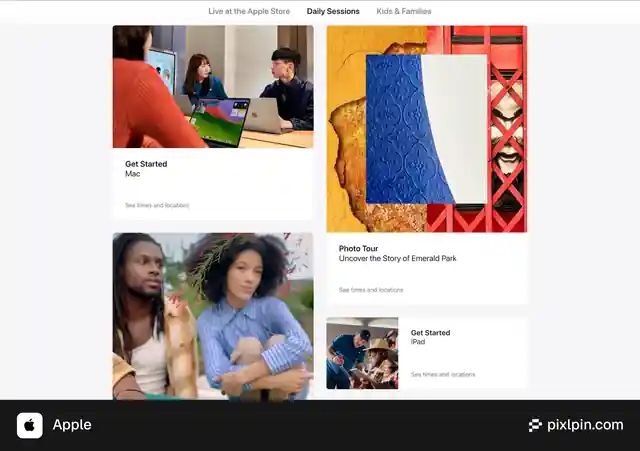 Live at the Apple Store Daily Sessions Kids & Families
Get Started
Mac
See times and locations
Photo Tour
Uncover the Story of Emerald Park
See times and locations
Get Started
iPad
See times and locations
Apple
pixlpin.com